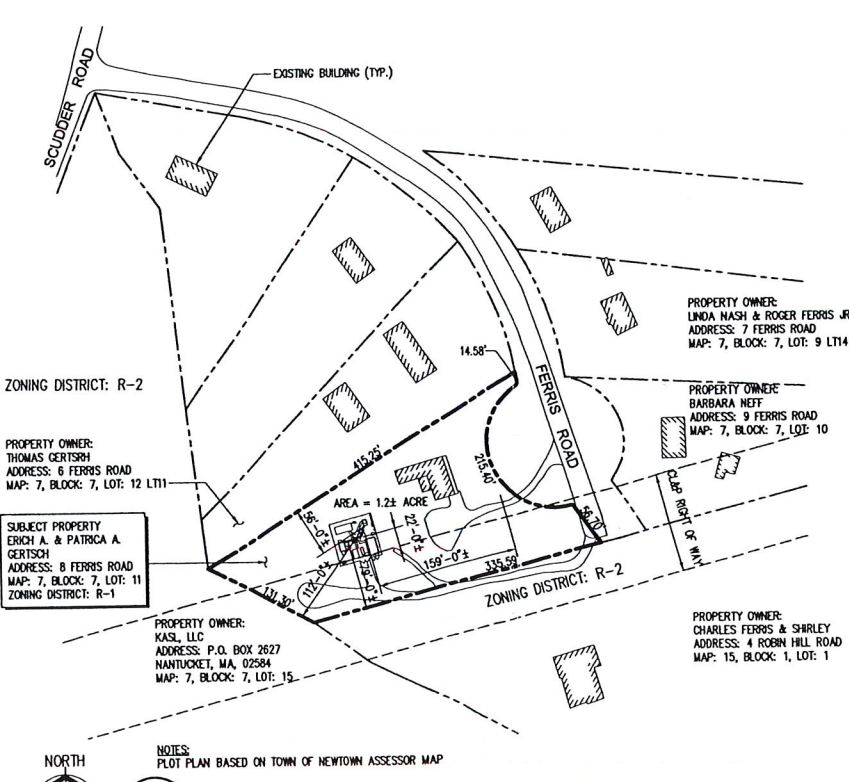 SCUDDER ROAD
EXISTING BUILDING (TYP.)
PROPERTY OWNER:
LINDA NASH & ROGER FERRIS JR
ADDRESS: 7 FERRIS ROAD
MAP: 7, BLOCK: 7, LOT: 9 LT14
14.58'
FERRIS ROAD
ZONING DISTRICT: R-2
PROPERTY OWNER:
BARBARA NEFF
ADDRESS: 9 FERRIS ROAD
MAP: 7, BLOCK: 7, LOT: 10
PROPERTY OWNER:
THOMAS GERTSRH
ADDRESS: 6 FERRIS ROAD
MAP: 7, BLOCK: 7, LOT: 12 LT11
415.25'
215.40'
CL&P RIGHT OF WAY
AREA = 1.2± ACRE
56'-0"±
22'-0"±
56.70'
SUBJECT PROPERTY
ERICH A. & PATRICA A.
GERTSCH
ADDRESS: 8 FERRIS ROAD
MAP: 7, BLOCK: 7, LOT: 11
ZONING DISTRICT: R-1
159'-0"±
335.59'
112'-0"±
29'-0"±
131.30'
ZONING DISTRICT: R-2
PROPERTY OWNER:
KASL, LLC
ADDRESS: P.O. BOX 2627
NANTUCKET, MA, 02584
MAP: 7, BLOCK: 7, LOT: 15
PROPERTY OWNER:
CHARLES FERRIS & SHIRLEY
ADDRESS: 4 ROBIN HILL ROAD
MAP: 15, BLOCK: 1, LOT: 1
NORTH
NOTES:
PLOT PLAN BASED ON TOWN OF NEWTOWN ASSESSOR MAP